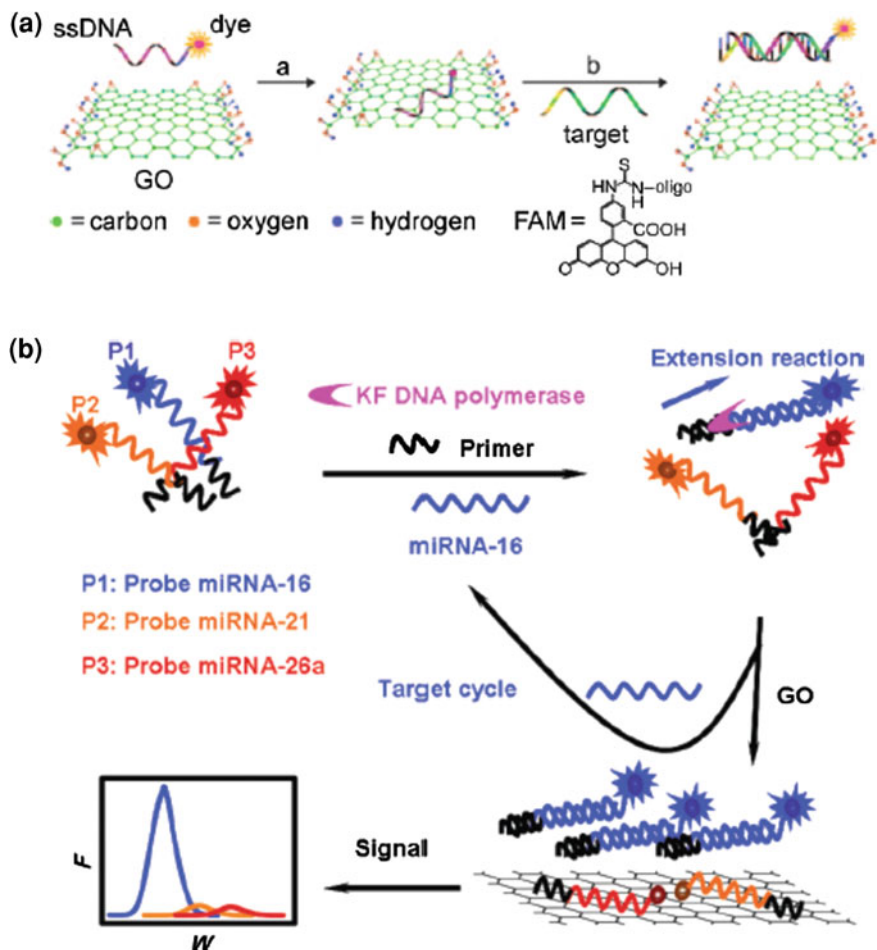 (a)
ssDNA
dye
a
b
target
GO
= carbon = oxygen = hydrogen
FAM =
S
HN
N–oligo
H
COOH
O
O
OH
(b)
P1
P3
P2
KF DNA polymerase
Primer
miRNA-16
Extension reaction
P1: Probe miRNA-16
P2: Probe miRNA-21
P3: Probe miRNA-26a
Target cycle
GO
Signal
F
W